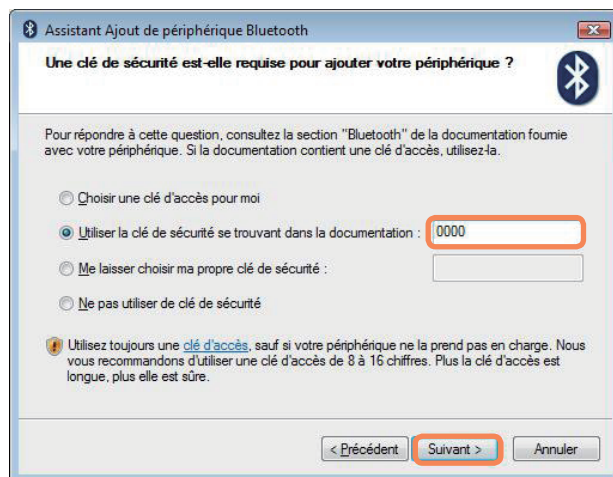 Assistant Ajout de périphérique Bluetooth
Une clé de sécurité est-elle requise pour ajouter votre périphérique ?
Pour répondre à cette question, consultez la section "Bluetooth" de la documentation fournie
avec votre périphérique. Si la documentation contient une clé d'accès, utilisez-la.
Choisir une clé d'accès pour moi
Utiliser la clé de sécurité se trouvant dans la documentation : 0000
Me laisser choisir ma propre clé de sécurité :
Ne pas utiliser de clé de sécurité
Utilisez toujours une clé d'accès, sauf si votre périphérique ne la prend pas en charge. Nous
vous recommandons d'utiliser une clé d'accès de 8 à 16 chiffres. Plus la clé d'accès est
longue, plus elle est sûre.
< Précédent Suivant > Annuler